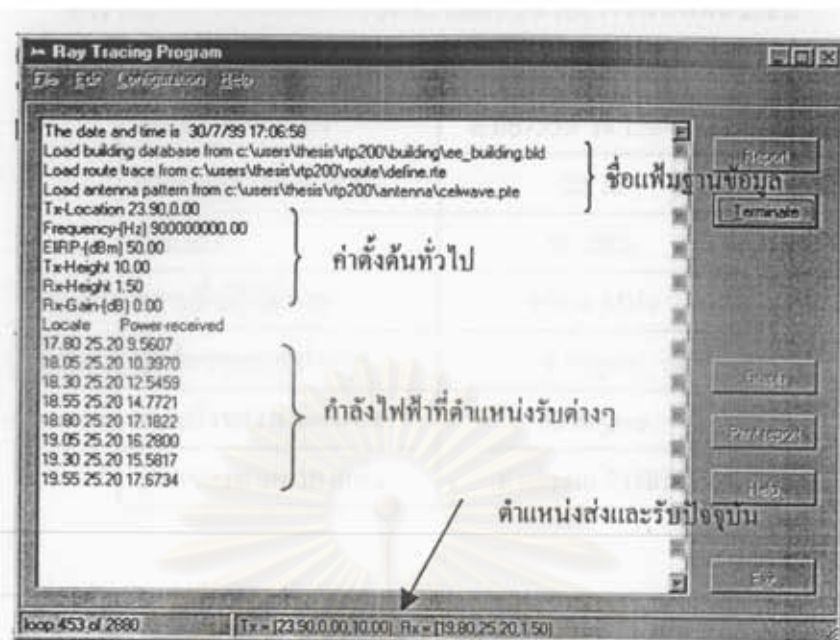 Ray Tracing Program
File Edit Configuration Help
The date and time is 30/7/99 17:06:58
Load building database from c:\users\thesis\rtp200\building\ee_building.bld
Load route trace from c:\users\thesis\rtp200\route\define.rte
Load antenna pattern from c:\users\thesis\rtp200\antenna\celwave.pte
ชื่อแฟ้มฐานข้อมูล
Tx-Location 23.90,0.00
Frequency-(Hz) 900000000.00
EIRP-(dBm) 50.00
Tx-Height 10.00
Rx-Height 1.50
Rx-Gain-(dB) 0.00
ค่าตั้งต้นทั่วไป
Locate Power-received
17.80 25.20 9.5607
18.05 25.20 10.3970
18.30 25.20 12.5459
18.55 25.20 14.7721
18.80 25.20 17.1822
19.05 25.20 16.2800
19.30 25.20 15.5817
19.55 25.20 17.6734
กำลังไฟฟ้าที่ตำแหน่งรับต่างๆ
ตำแหน่งส่งและรับปัจจุบัน
Report
Terminate
Print report
Help
Exit
loop 453 of 2880
Tx = [23.90,0.00,10.00] Rx = [19.80,25.20,1.50]